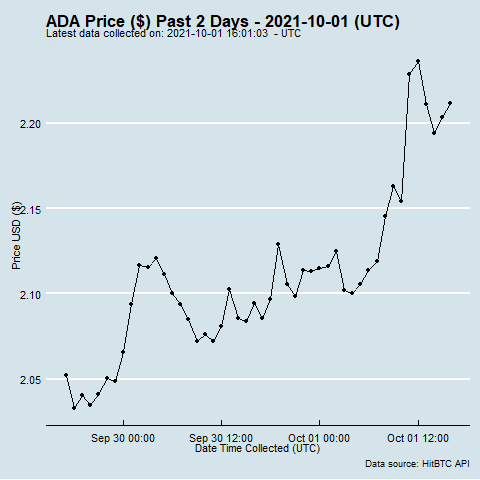 ADA Price ($) Past 2 Days - 2021-10-01 (UTC)
Latest data collected on: 2021-10-01 16:01:03 - UTC
2.20
2.15
2.10
2.05
Price USD ($)
Sep 30 00:00 Sep 30 12:00 Oct 01 00:00 Oct 01 12:00
Date Time Collected (UTC)
Data source: HitBTC API